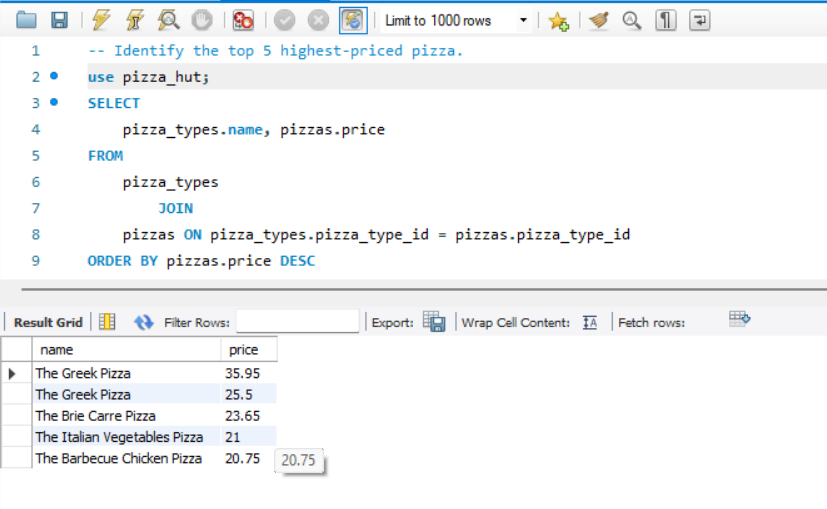 Limit to 1000 rows
1 -- Identify the top 5 highest-priced pizza.
2 use pizza_hut;
3 SELECT
4 pizza_types.name, pizzas.price
5 FROM
6 pizza_types
7 JOIN
8 pizzas ON pizza_types.pizza_type_id = pizzas.pizza_type_id
9 ORDER BY pizzas.price DESC
Result Grid Filter Rows: Export: Wrap Cell Content: IA Fetch rows:
name price
The Greek Pizza 35.95
The Greek Pizza 25.5
The Brie Carre Pizza 23.65
The Italian Vegetables Pizza 21
The Barbecue Chicken Pizza 20.75 20.75